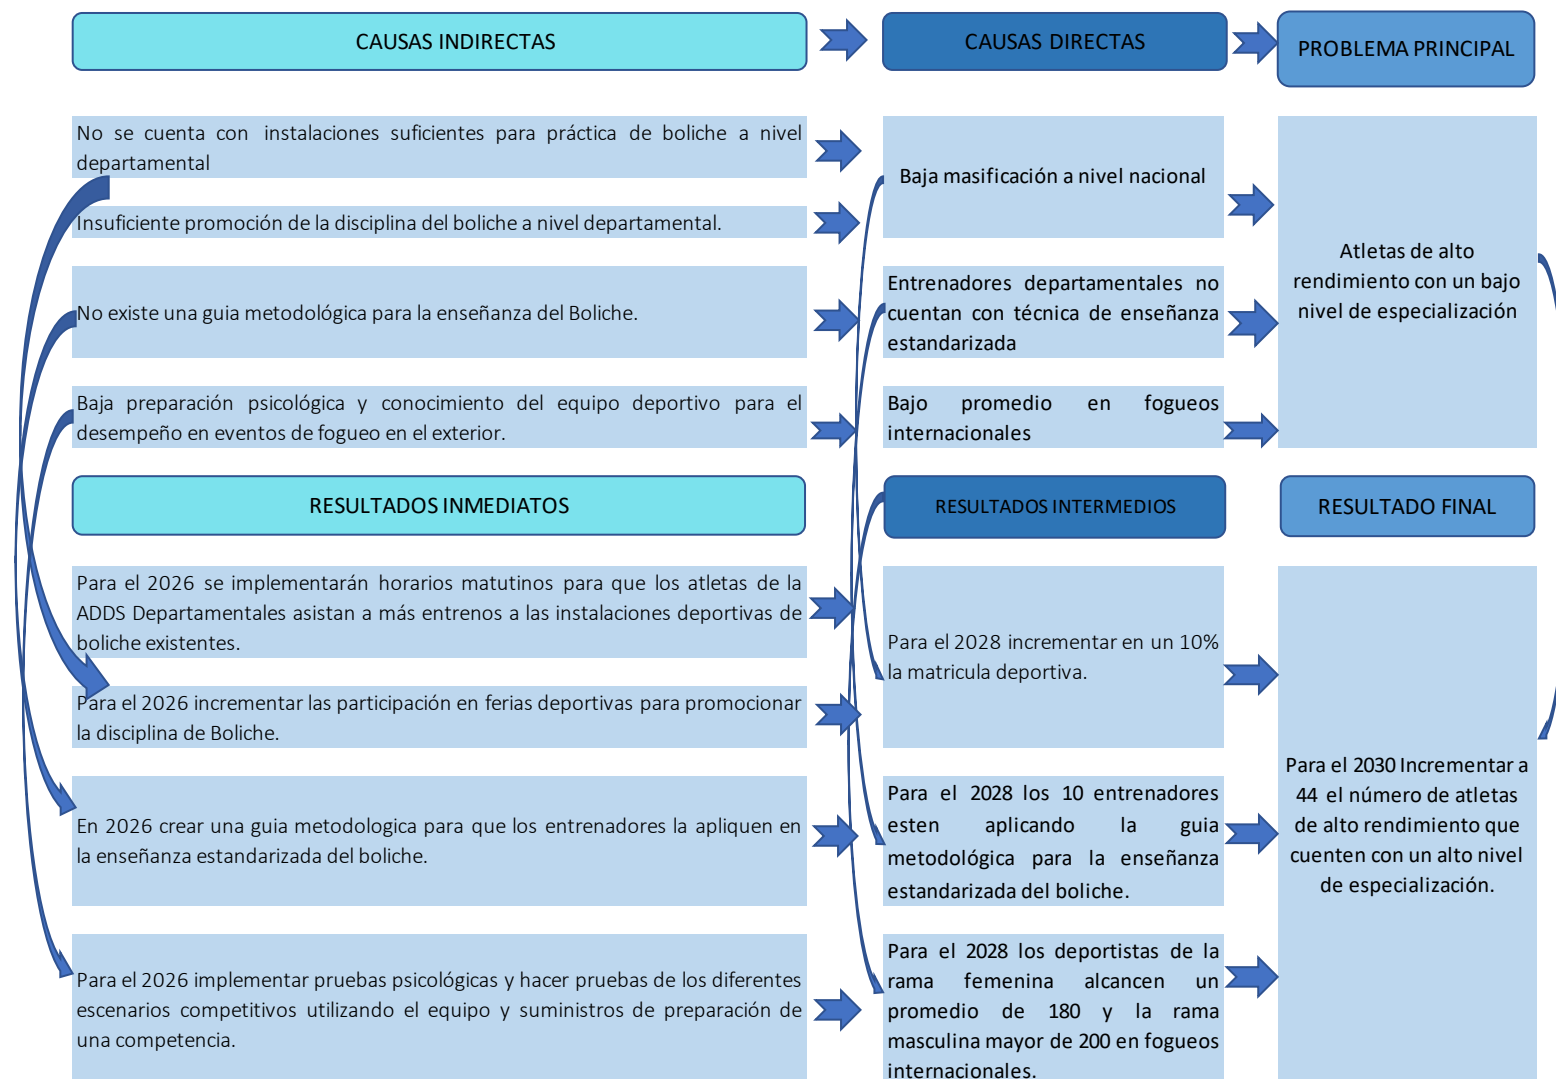 CAUSAS INDIRECTAS
CAUSAS DIRECTAS
PROBLEMA PRINCIPAL
No se cuenta con instalaciones suficientes para práctica de boliche a nivel
departamental
Insuficiente promoción de la disciplina del boliche a nivel departamental.
No existe una guia metodológica para la enseñanza del Boliche.
Baja preparación psicológica y conocimiento del equipo deportivo para el
desempeño en eventos de fogueo en el exterior.
Baja masificación a nivel nacional
Entrenadores departamentales no
cuentan con técnica de enseñanza
estandarizada
Bajo promedio en fogueos
internacionales
Atletas de alto
rendimiento con un bajo
nivel de especialización
RESULTADOS INMEDIATOS
RESULTADOS INTERMEDIOS
RESULTADO FINAL
Para el 2026 se implementarán horarios matutinos para que los atletas de la
ADDS Departamentales asistan a más entrenos a las instalaciones deportivas de
boliche existentes.
Para el 2026 incrementar las participación en ferias deportivas para promocionar
la disciplina de Boliche.
En 2026 crear una guia metodologica para que los entrenadores la apliquen en
la enseñanza estandarizada del boliche.
Para el 2026 implementar pruebas psicológicas y hacer pruebas de los diferentes
escenarios competitivos utilizando el equipo y suministros de preparación de
una competencia.
Para el 2028 incrementar en un 10%
la matricula deportiva.
Para el 2028 los 10 entrenadores
esten aplicando la guia
metodológica para la enseñanza
estandarizada del boliche.
Para el 2028 los deportistas de la
rama femenina alcancen un
promedio de 180 y la rama
masculina mayor de 200 en fogueos
internacionales.
Para el 2030 Incrementar a
44 el número de atletas
de alto rendimiento que
cuenten con un alto nivel
de especialización.